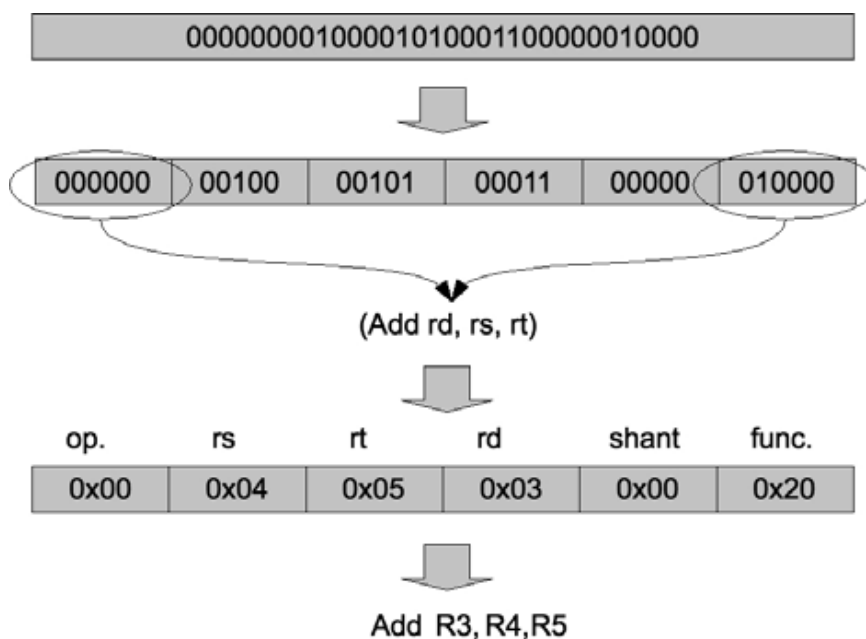 00000000100001010001100000010000
000000 00100 00101 00011 00000 010000
(Add rd, rs, rt)
op. rs rt rd shant func.
0x00 0x04 0x05 0x03 0x00 0x20
Add R3, R4,R5